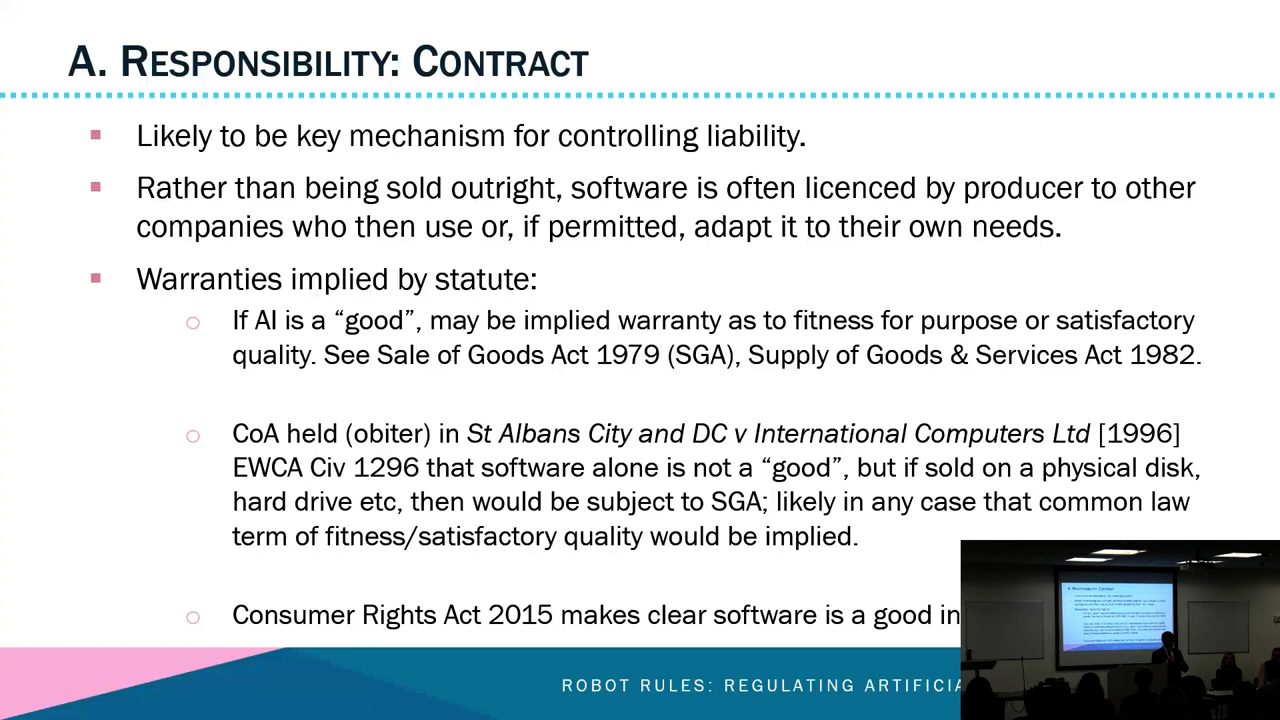 A. RESPONSIBILITY: CONTRACT
Likely to be key mechanism for controlling liability.
Rather than being sold outright, software is often licenced by producer to other
companies who then use or, if permitted, adapt it to their own needs.
Warranties implied by statute:
If AI is a “good”, may be implied warranty as to fitness for purpose or satisfactory
quality. See Sale of Goods Act 1979 (SGA), Supply of Goods & Services Act 1982.
CoA held (obiter) in St Albans City and DC v International Computers Ltd [1996]
EWCA Civ 1296 that software alone is not a “good”, but if sold on a physical disk,
hard drive etc, then would be subject to SGA; likely in any case that common law
term of fitness/satisfactory quality would be implied.
Consumer Rights Act 2015 makes clear software is a good in
ROBOT RULES: REGULATING ARTIFICIA